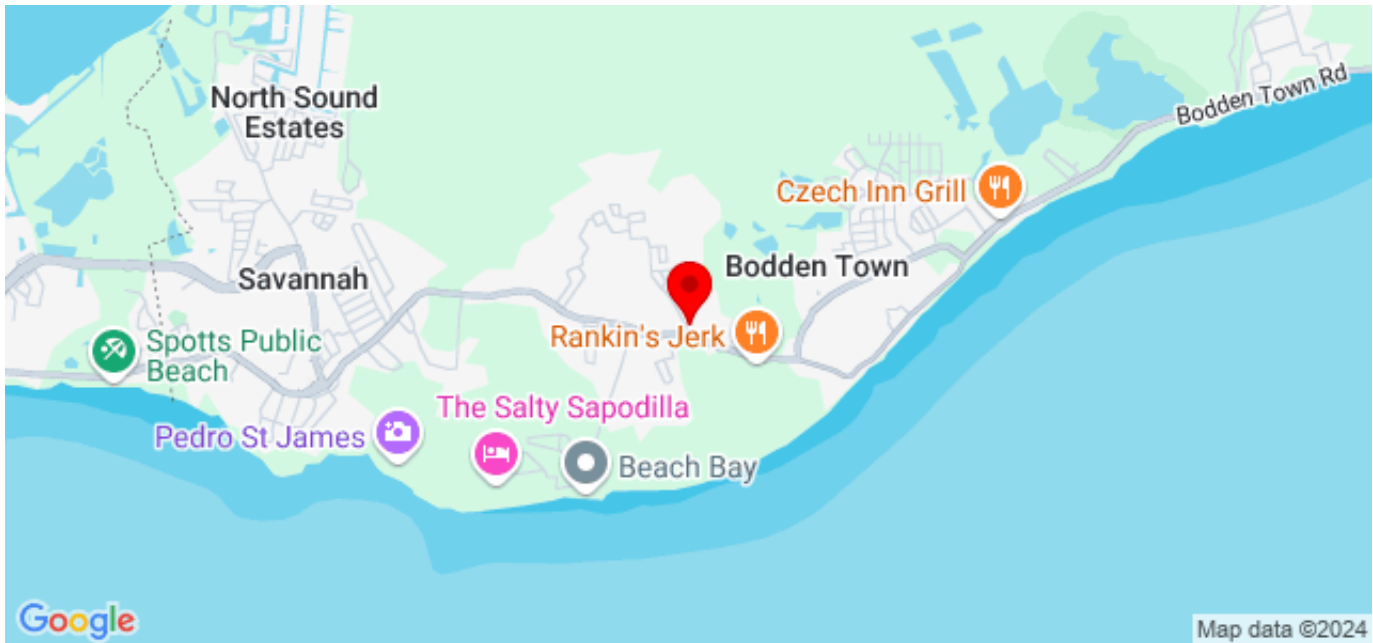 North Sound
Estates
Bodden Town Rd
Czech Inn Grill
Savannah
Bodden Town
Spotts Public
Beach
Rankin's Jerk
The Salty Sapodilla
Pedro St James
Beach Bay
Google
Map data ©2024